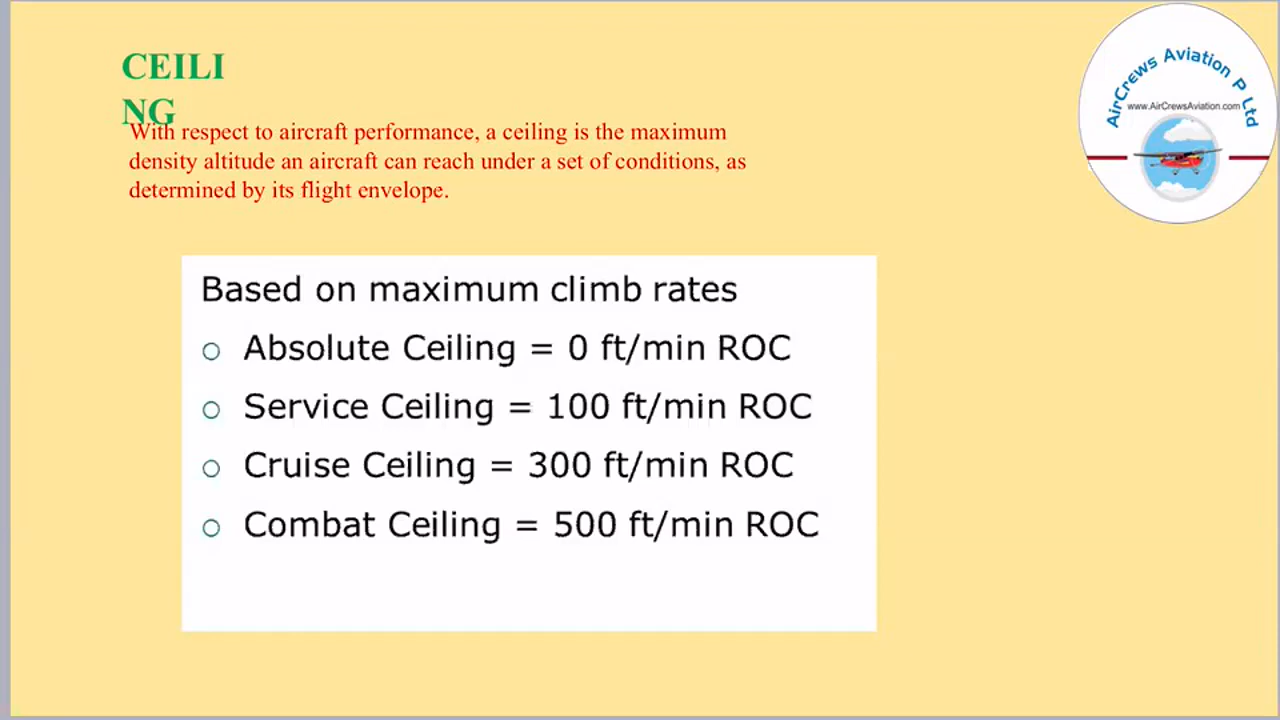 CEILI
NG
With respect to aircraft performance, a ceiling is the maximum
density altitude an aircraft can reach under a set of conditions, as
determined by its flight envelope.
AirCrews Aviation P Ltd
www.AirCrewsAviation.com
Based on maximum climb rates
Absolute Ceiling = 0 ft/min ROC
Service Ceiling = 100 ft/min ROC
Cruise Ceiling = 300 ft/min ROC
Combat Ceiling = 500 ft/min ROC